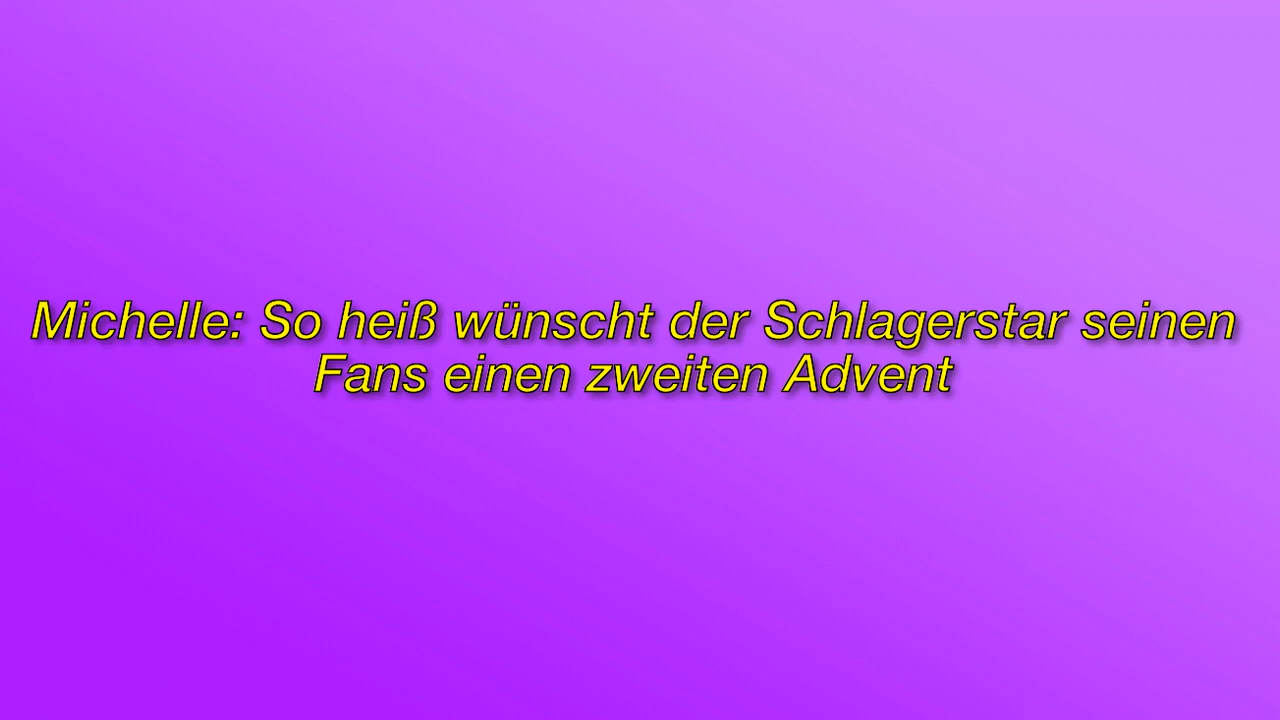 Michelle: So heiß wünscht der Schlagerstar seinen
Fans einen zweiten Advent